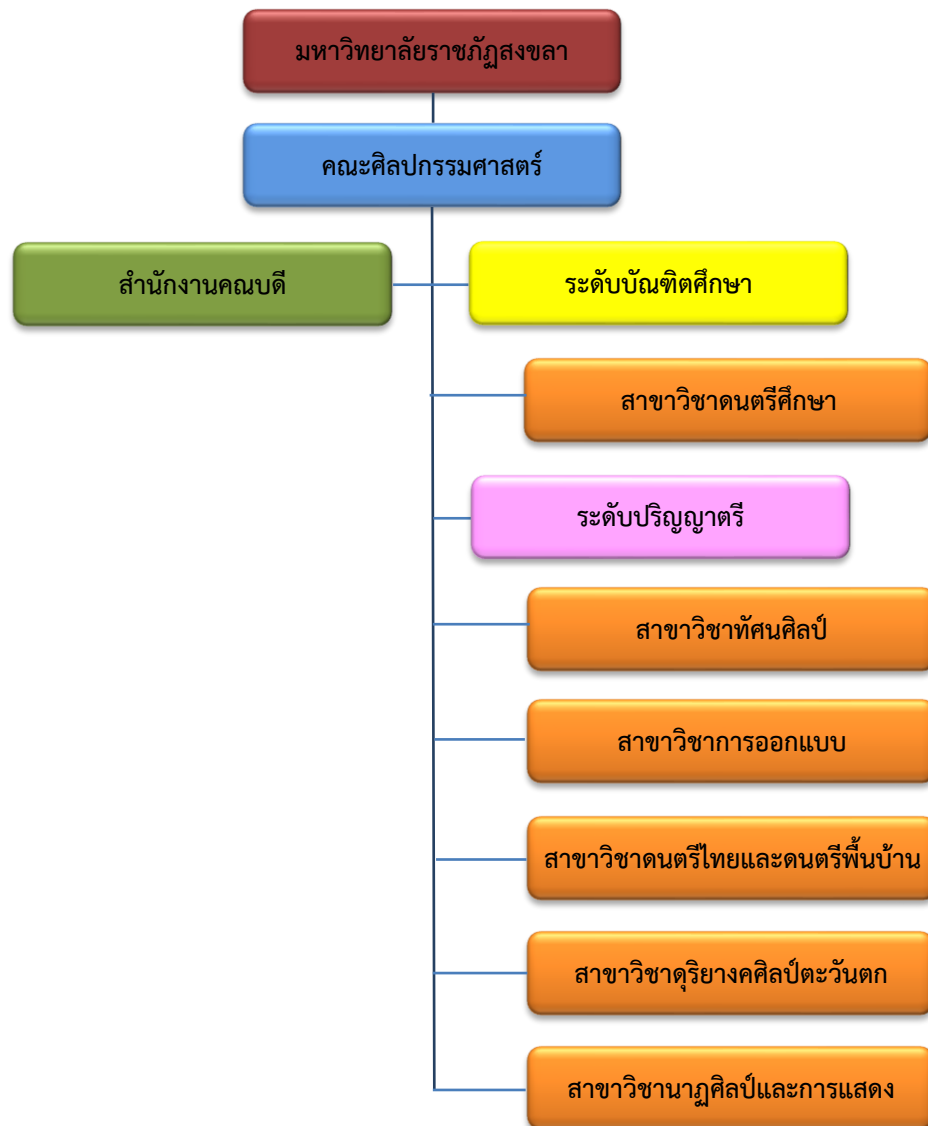 มหาวิทยาลัยราชภัฏสงขลา
คณะศิลปกรรมศาสตร์
สำนักงานคณบดี
ระดับบัณฑิตศึกษา
สาขาวิชาดนตรีศึกษา
ระดับปริญญาตรี
สาขาวิชาทัศนศิลป์
สาขาวิชาการออกแบบ
สาขาวิชาดนตรีไทยและดนตรีพื้นบ้าน
สาขาวิชาดุริยางคศิลป์ตะวันตก
สาขาวิชานาฏศิลป์และการแสดง